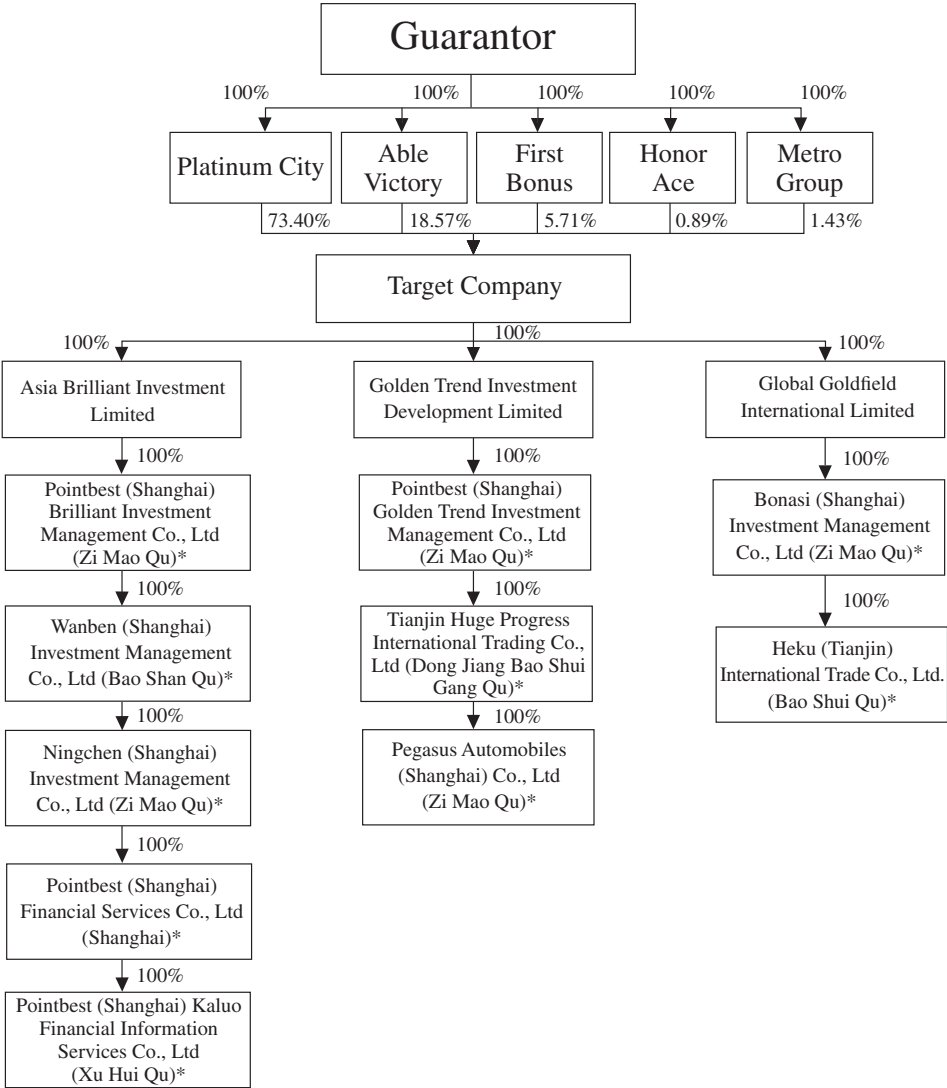 Guarantor
100%
100%
100%
100%
100%
Platinum City
Able
Victory
First
Bonus
Honor
Ace
Metro
Group
73.40%
18.57%
5.71%
0.89%
1.43%
Target Company
100%
100%
100%
Asia Brilliant Investment
Limited
Golden Trend Investment
Development Limited
Global Goldfield
International Limited
100%
100%
100%
Pointbest (Shanghai)
Brilliant Investment
Management Co., Ltd
(Zi Mao Qu)*
Pointbest (Shanghai)
Golden Trend Investment
Management Co., Ltd
(Zi Mao Qu)*
Bonasi (Shanghai)
Investment Management
Co., Ltd (Zi Mao Qu)*
100%
100%
100%
Wanben (Shanghai)
Investment Management
Co., Ltd (Bao Shan Qu)*
Tianjin Huge Progress
International Trading Co.,
Ltd (Dong Jiang Bao Shui
Gang Qu)*
Heku (Tianjin)
International Trade Co., Ltd.
(Bao Shui Qu)*
100%
100%
Ningchen (Shanghai)
Investment Management
Co., Ltd (Zi Mao Qu)*
Pegasus Automobiles
(Shanghai) Co., Ltd
(Zi Mao Qu)*
100%
Pointbest (Shanghai)
Financial Services Co., Ltd
(Shanghai)*
100%
Pointbest (Shanghai) Kaluo
Financial Information
Services Co., Ltd
(Xu Hui Qu)*